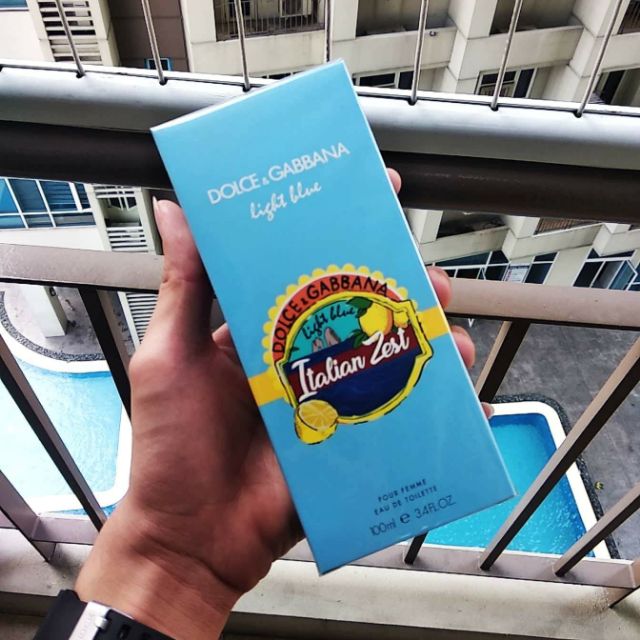 DOLCE & GABBANA
light blue
DOLCE & GABBANA
light blue
Italian Zest
POUR FEMME
EAU DE TOILETTE
100ml e 3.4FL.OZ.